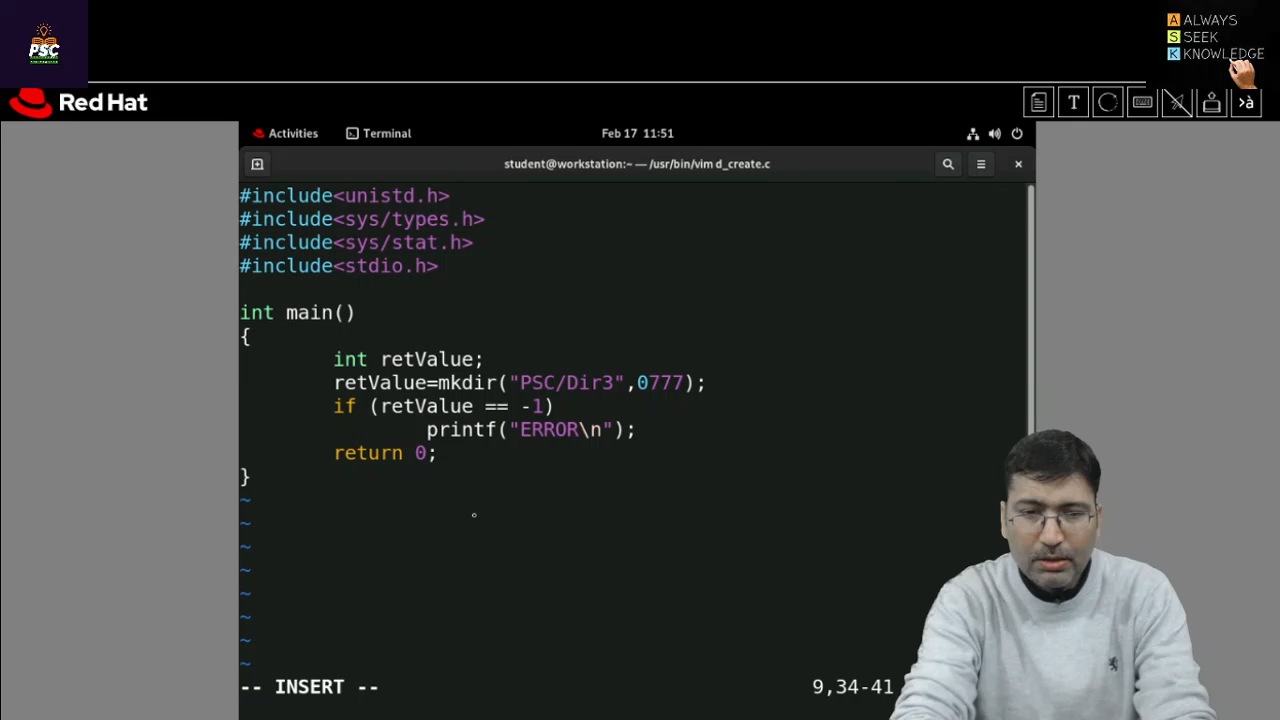 PSC
A ALWAYS
S SEEK
K KNOWLEDGE
Red Hat
T
>à
Activities Terminal Feb 17 11:51
student@workstation:~ — /usr/bin/vim d_create.c
#include<unistd.h>
#include<sys/types.h>
#include<sys/stat.h>
#include<stdio.h>
int main()
{
int retValue;
retValue=mkdir("PSC/Dir3",0777);
if (retValue == -1)
printf("ERROR\n");
return 0;
}
~
~
~
~
~
~
~
~
-- INSERT -- 9,34-41